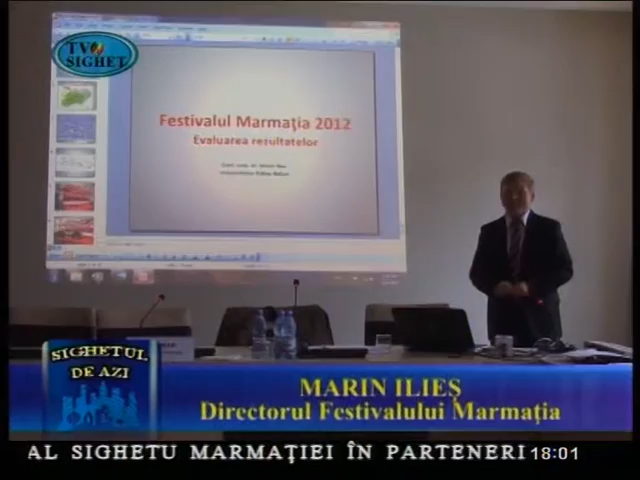 TV SIGHET
Festivalul Marmaţia 2012
Evaluarea rezultatelor
SIGHETUL
DE AZI
MARIN ILIEŞ
Directorul Festivalului Marmaţia
AL SIGHETU MARMAŢIEI ÎN PARTENERI
18:01